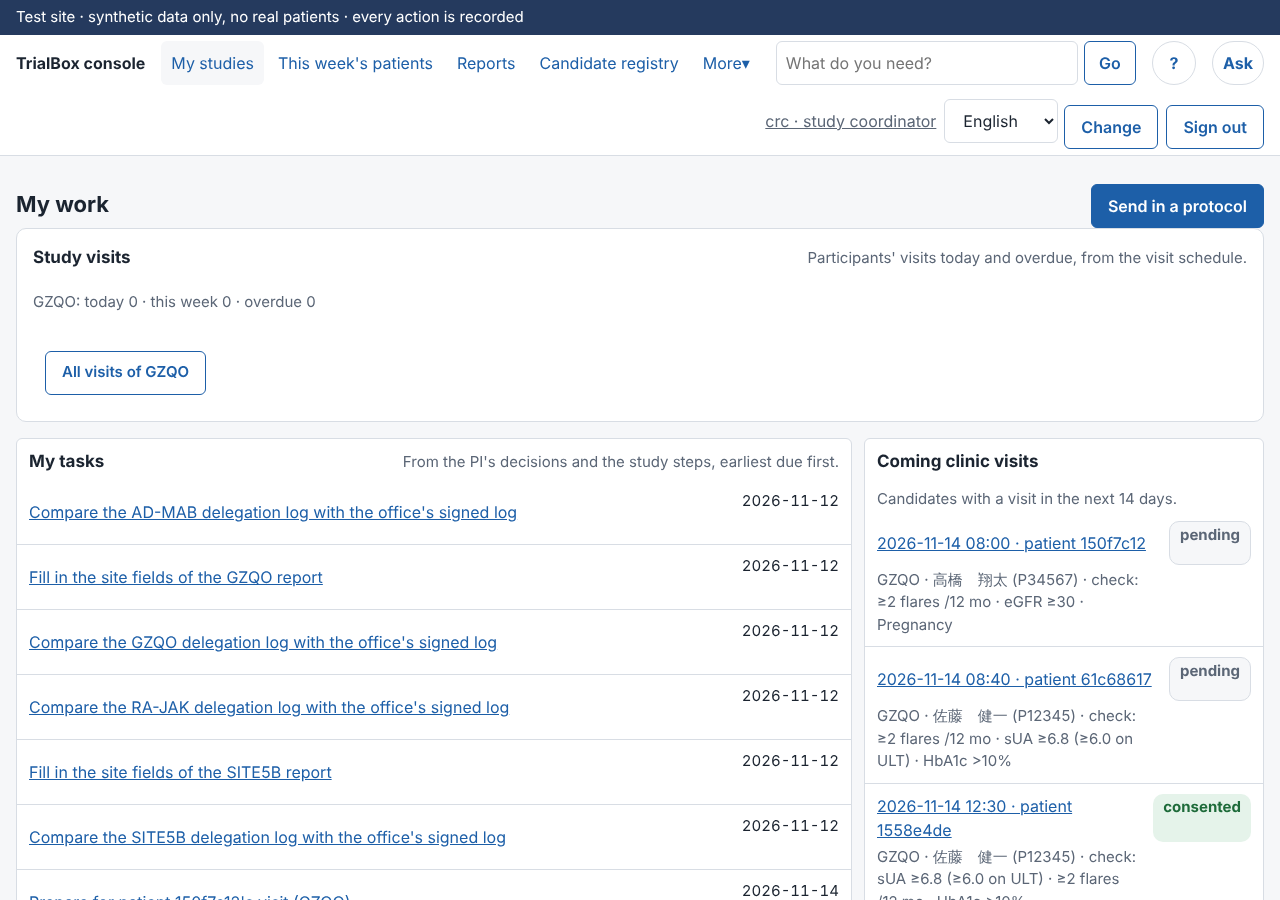 Test site · synthetic data only, no real patients · every action is recorded
TrialBox console
My studies
This week's patients
Reports
Candidate registry
More▾
What do you need?
Go
?
Ask
crc · study coordinator
English
Change
Sign out
My work
Send in a protocol
Study visits
Participants' visits today and overdue, from the visit schedule.
GZQO: today 0 · this week 0 · overdue 0
All visits of GZQO
My tasks
From the PI's decisions and the study steps, earliest due first.
Compare the AD-MAB delegation log with the office's signed log
2026-11-12
Fill in the site fields of the GZQO report
2026-11-12
Compare the GZQO delegation log with the office's signed log
2026-11-12
Compare the RA-JAK delegation log with the office's signed log
2026-11-12
Fill in the site fields of the SITE5B report
2026-11-12
Compare the SITE5B delegation log with the office's signed log
2026-11-12
Prepare for patient 150f7c12's visit (GZQO)
2026-11-14
Coming clinic visits
Candidates with a visit in the next 14 days.
2026-11-14 08:00 · patient 150f7c12
pending
GZQO · 高橋　翔太 (P34567) · check:
≥2 flares /12 mo · eGFR ≥30 ·
Pregnancy
2026-11-14 08:40 · patient 61c68617
pending
GZQO · 佐藤　健一 (P12345) · check:
≥2 flares /12 mo · sUA ≥6.8 (≥6.0 on
ULT) · HbA1c >10%
2026-11-14 12:30 · patient
1558e4de
consented
GZQO · 佐藤　健一 (P12345) · check:
sUA ≥6.8 (≥6.0 on ULT) · ≥2 flares
/12 mo · HbA1c >10%